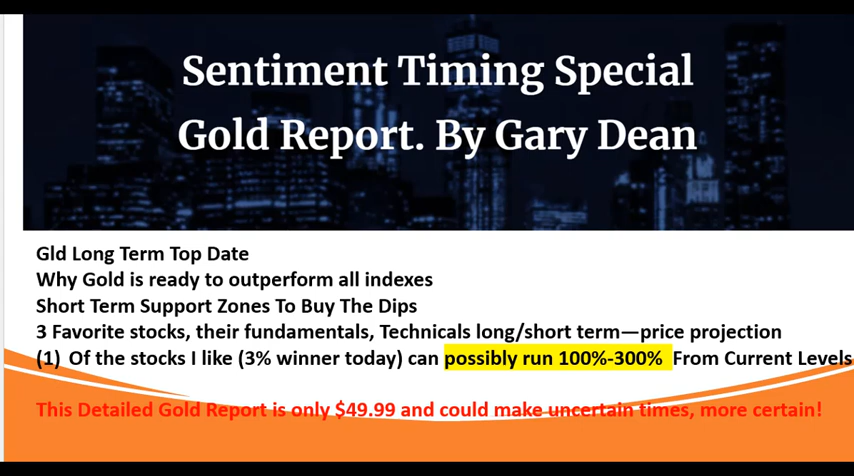 Sentiment Timing Special
Gold Report. By Gary Dean
Gld Long Term Top Date
Why Gold is ready to outperform all indexes
Short Term Support Zones To Buy The Dips
3 Favorite stocks, their fundamentals, Technicals long/short term—price projection
(1) Of the stocks I like (3% winner today) can possibly run 100%-300% From Current Levels
This Detailed Gold Report is only $49.99 and could make uncertain times, more certain!